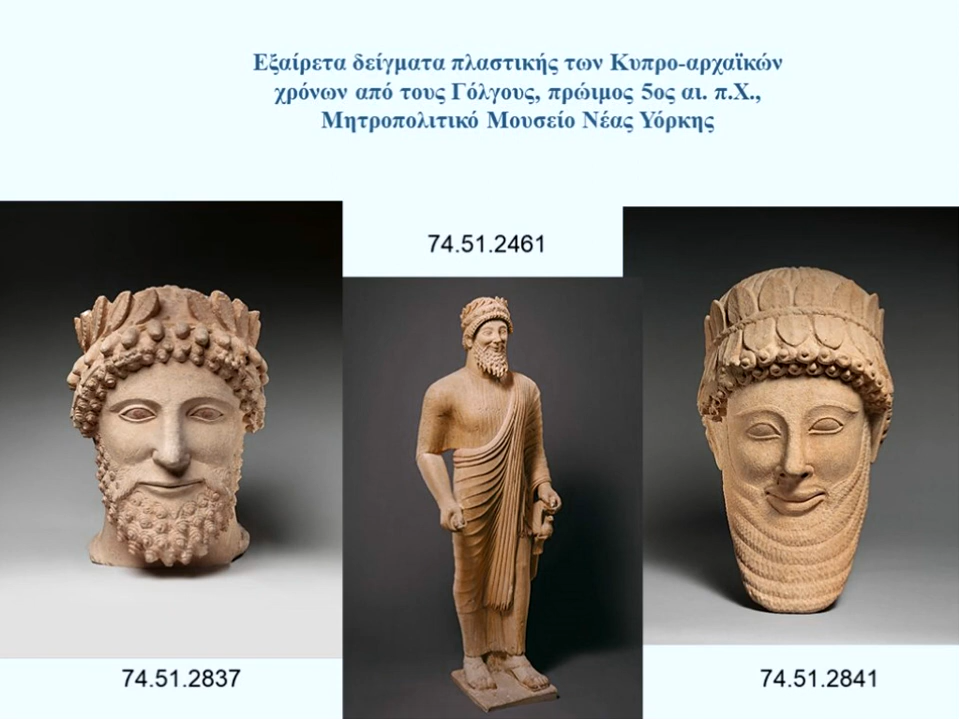 Εξαίρετα δείγματα πλαστικής των Κυπρο-αρχαϊκών
χρόνων από τους Γόλγους, πρώιμος 5ος αι. π.Χ.,
Μητροπολιτικό Μουσείο Νέας Υόρκης
74.51.2461
74.51.2837
74.51.2841